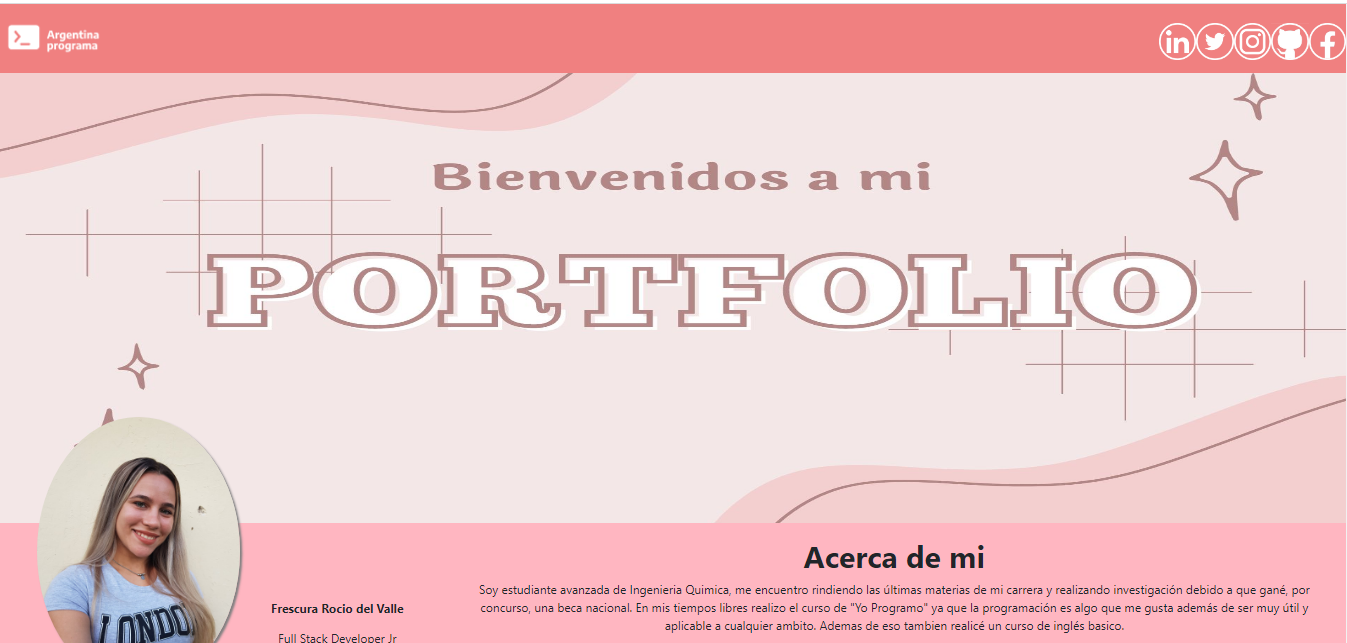 Argentina
programa
Bienvenidos a mi
PORTFOLIO
LONDO
Frescura Rocio del Valle
Full Stack Developer Jr
Acerca de mi
Soy estudiante avanzada de Ingenieria Quimica, me encuentro rindiendo las últimas materias de mi carrera y realizando investigación debido a que gané, por
concurso, una beca nacional. En mis tiempos libres realizo el curso de "Yo Programo" ya que la programación es algo que me gusta además de ser muy útil y
aplicable a cualquier ambito. Ademas de eso tambien realicé un curso de inglés basico.